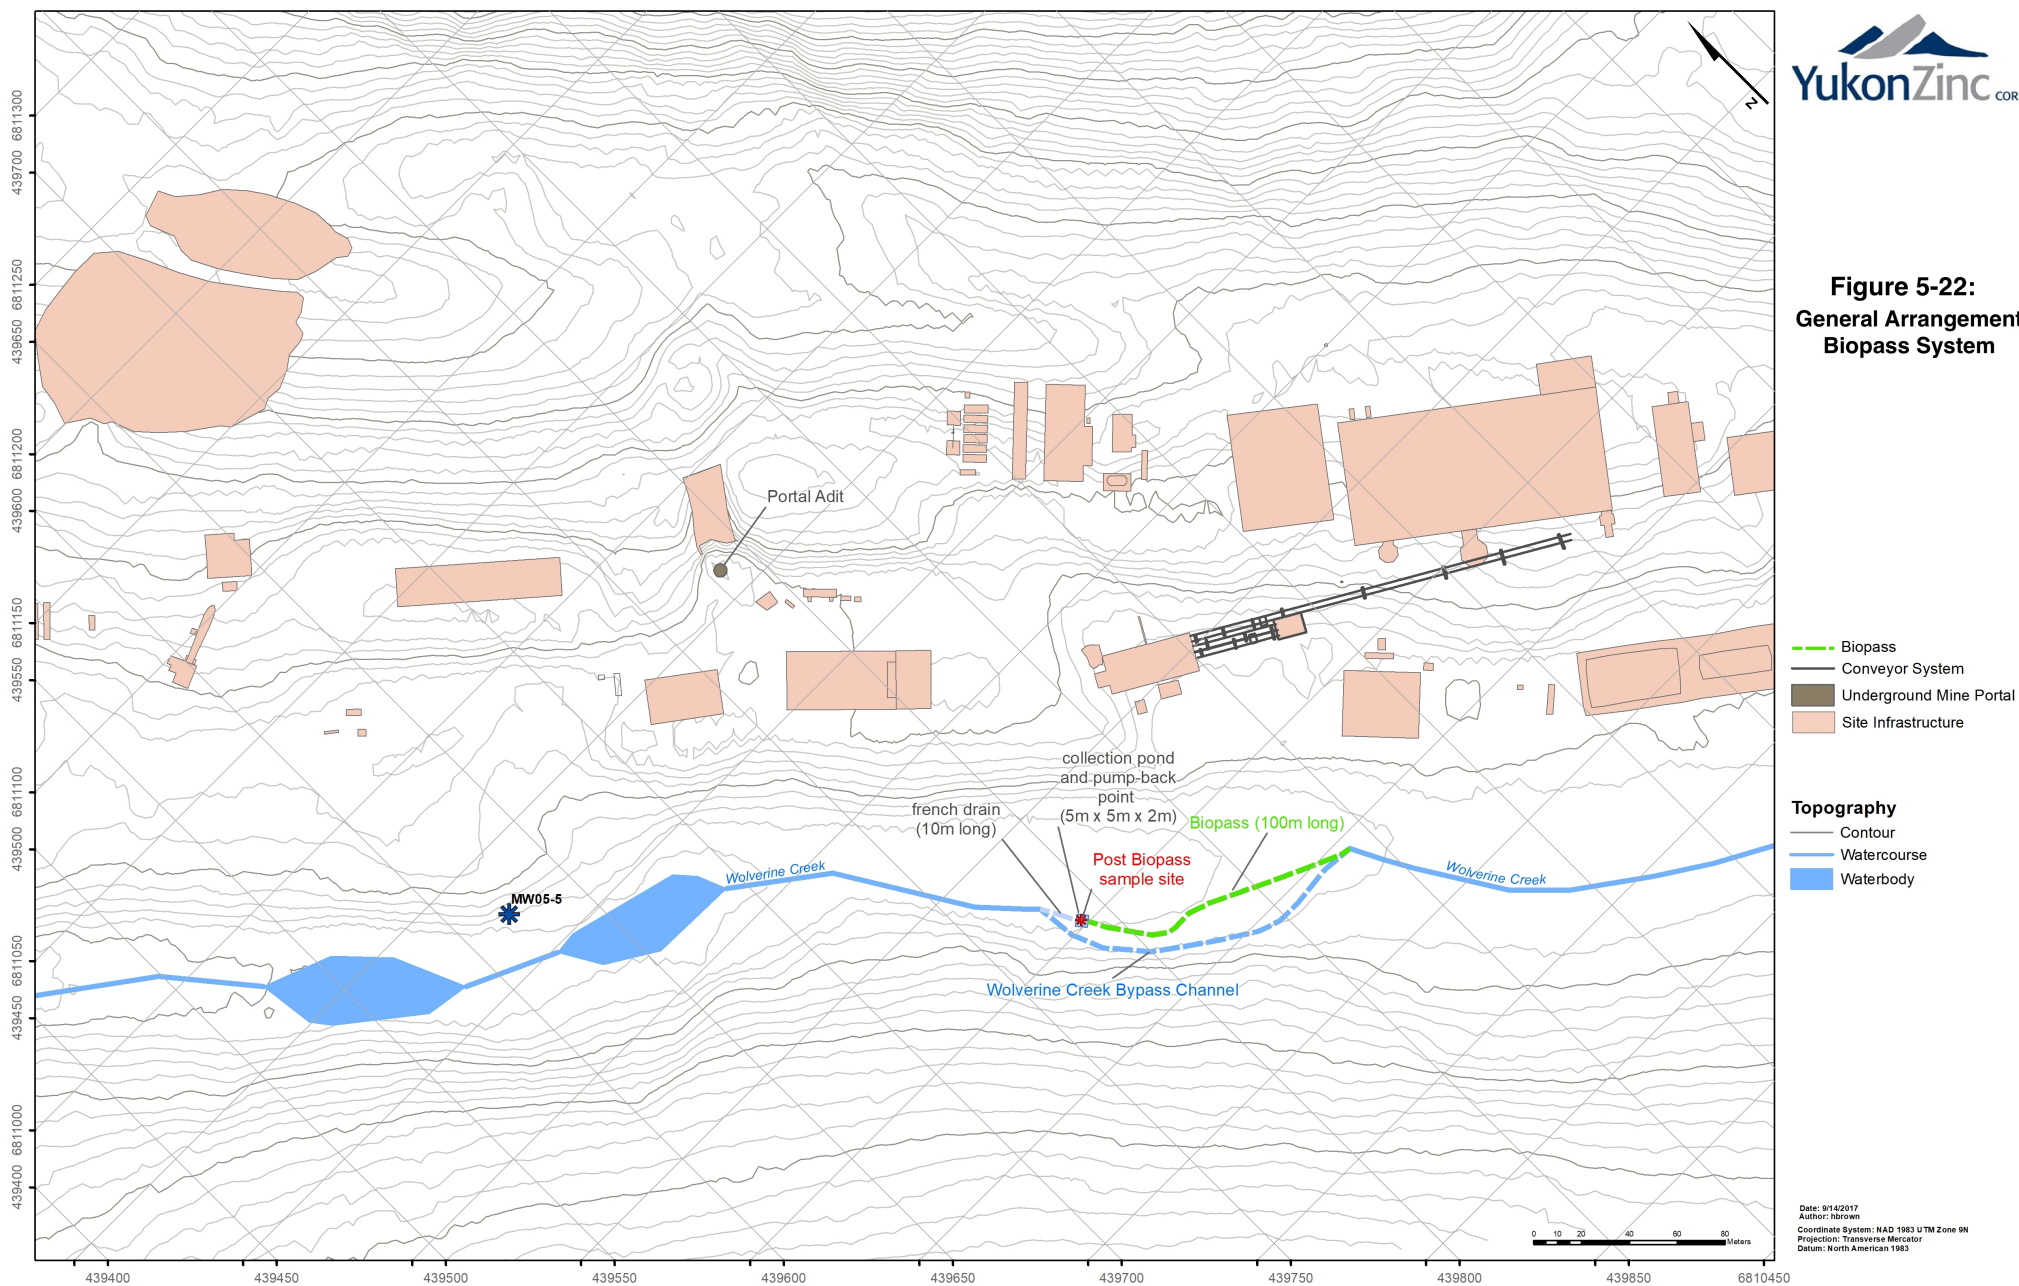 YukonZinc COR
z
Figure 5-22:
General Arrangement
Biopass System
6811300
439700
6811250
439650
6811200
439600
6811150
439550
6811100
439500
6811050
439450
6811000
439400
Portal Adit
collection pond
and pump-back
point
(5m x 5m x 2m)
french drain
(10m long)
Biopass (100m long)
Post Biopass
sample site
Wolverine Creek
Wolverine Creek
MW05-5
Wolverine Creek Bypass Channel
Biopass
Conveyor System
Underground Mine Portal
Site Infrastructure
Topography
Contour
Watercourse
Waterbody
Date: 9/14/2017
Author: hbrown
Coordinate System: NAD 1983 UTM Zone 9N
Projection: Transverse Mercator
Datum: North American 1983
0 10 20 40 60 80
Meters
439400 439450 439500 439550 439600 439650 439700 439750 439800 439850 6810450